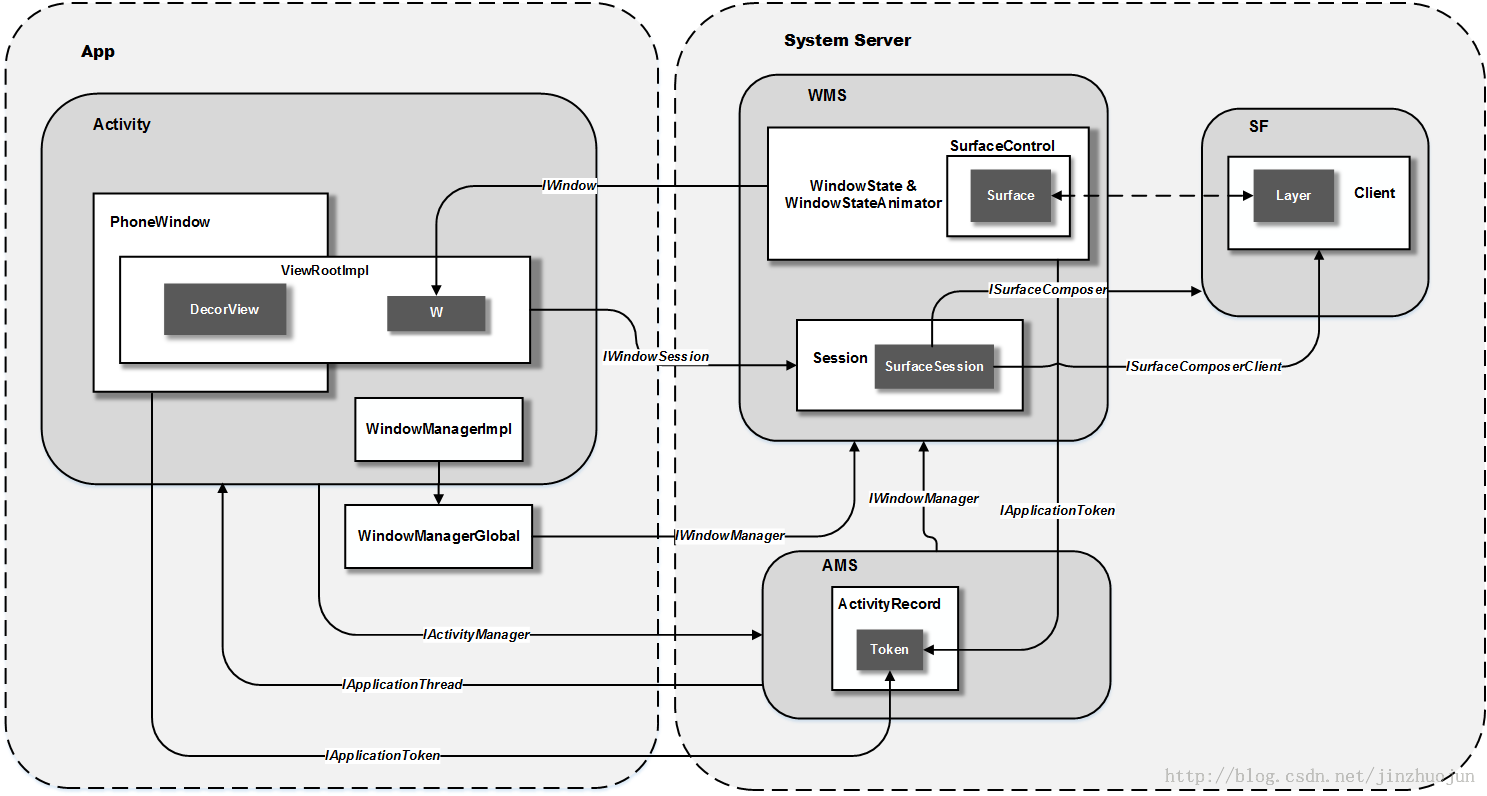 App
System Server
WMS
Activity
SF
SurfaceControl
WindowState &
WindowStateAnimator
Surface
Layer
Client
IWindow
PhoneWindow
ViewRootImpl
DecorView
W
ISurfaceComposer
IWindowSession
Session
SurfaceSession
ISurfaceComposerClient
WindowManagerImpl
IWindowManager
IApplicationToken
WindowManagerGlobal
IWindowManager
AMS
ActivityRecord
IActivityManager
Token
IApplicationThread
IApplicationToken
http://blog.csdn.net/jinzhuojun